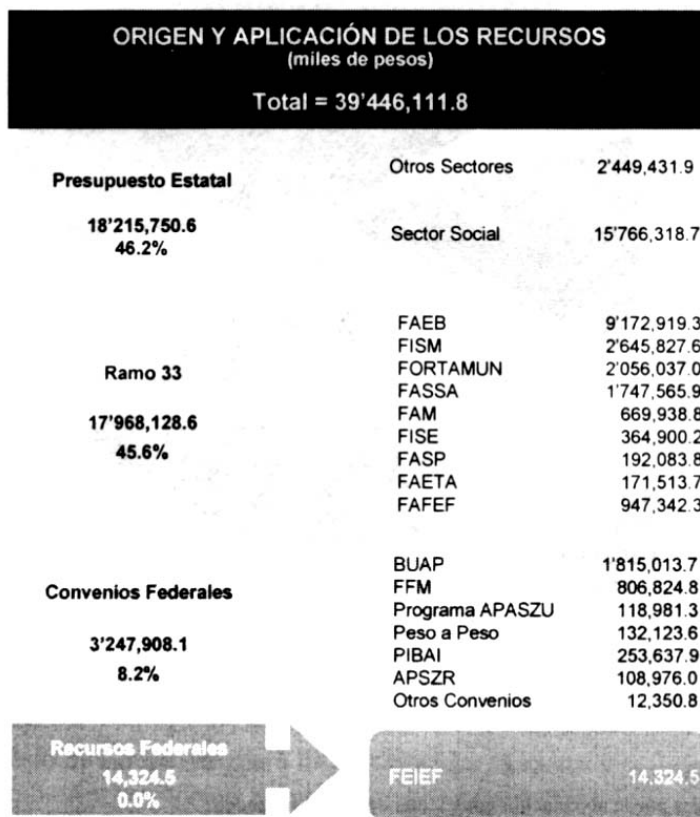 ORIGEN Y APLICACIÓN DE LOS RECURSOS
(miles de pesos)
Total = 39'446,111.8
Presupuesto Estatal
18'215,750.6
46.2%
Otros Sectores 2'449,431.9
Sector Social 15'766,318.7
Ramo 33
17'968,128.6
45.6%
FAEB 9'172,919.3
FISM 2'645,827.6
FORTAMUN 2'056,037.0
FASSA 1'747,565.9
FAM 669,938.8
FISE 364,900.2
FASP 192,083.8
FAETA 171,513.7
FAFEF 947,342.3
Convenios Federales
3'247,908.1
8.2%
BUAP 1'815,013.7
FFM 806,824.8
Programa APASZU 118,981.3
Peso a Peso 132,123.6
PIBAI 253,637.9
APSZR 108,976.0
Otros Convenios 12,350.8
Recursos Federales
14,324.5
0.0%
FEIEF 14,324.5